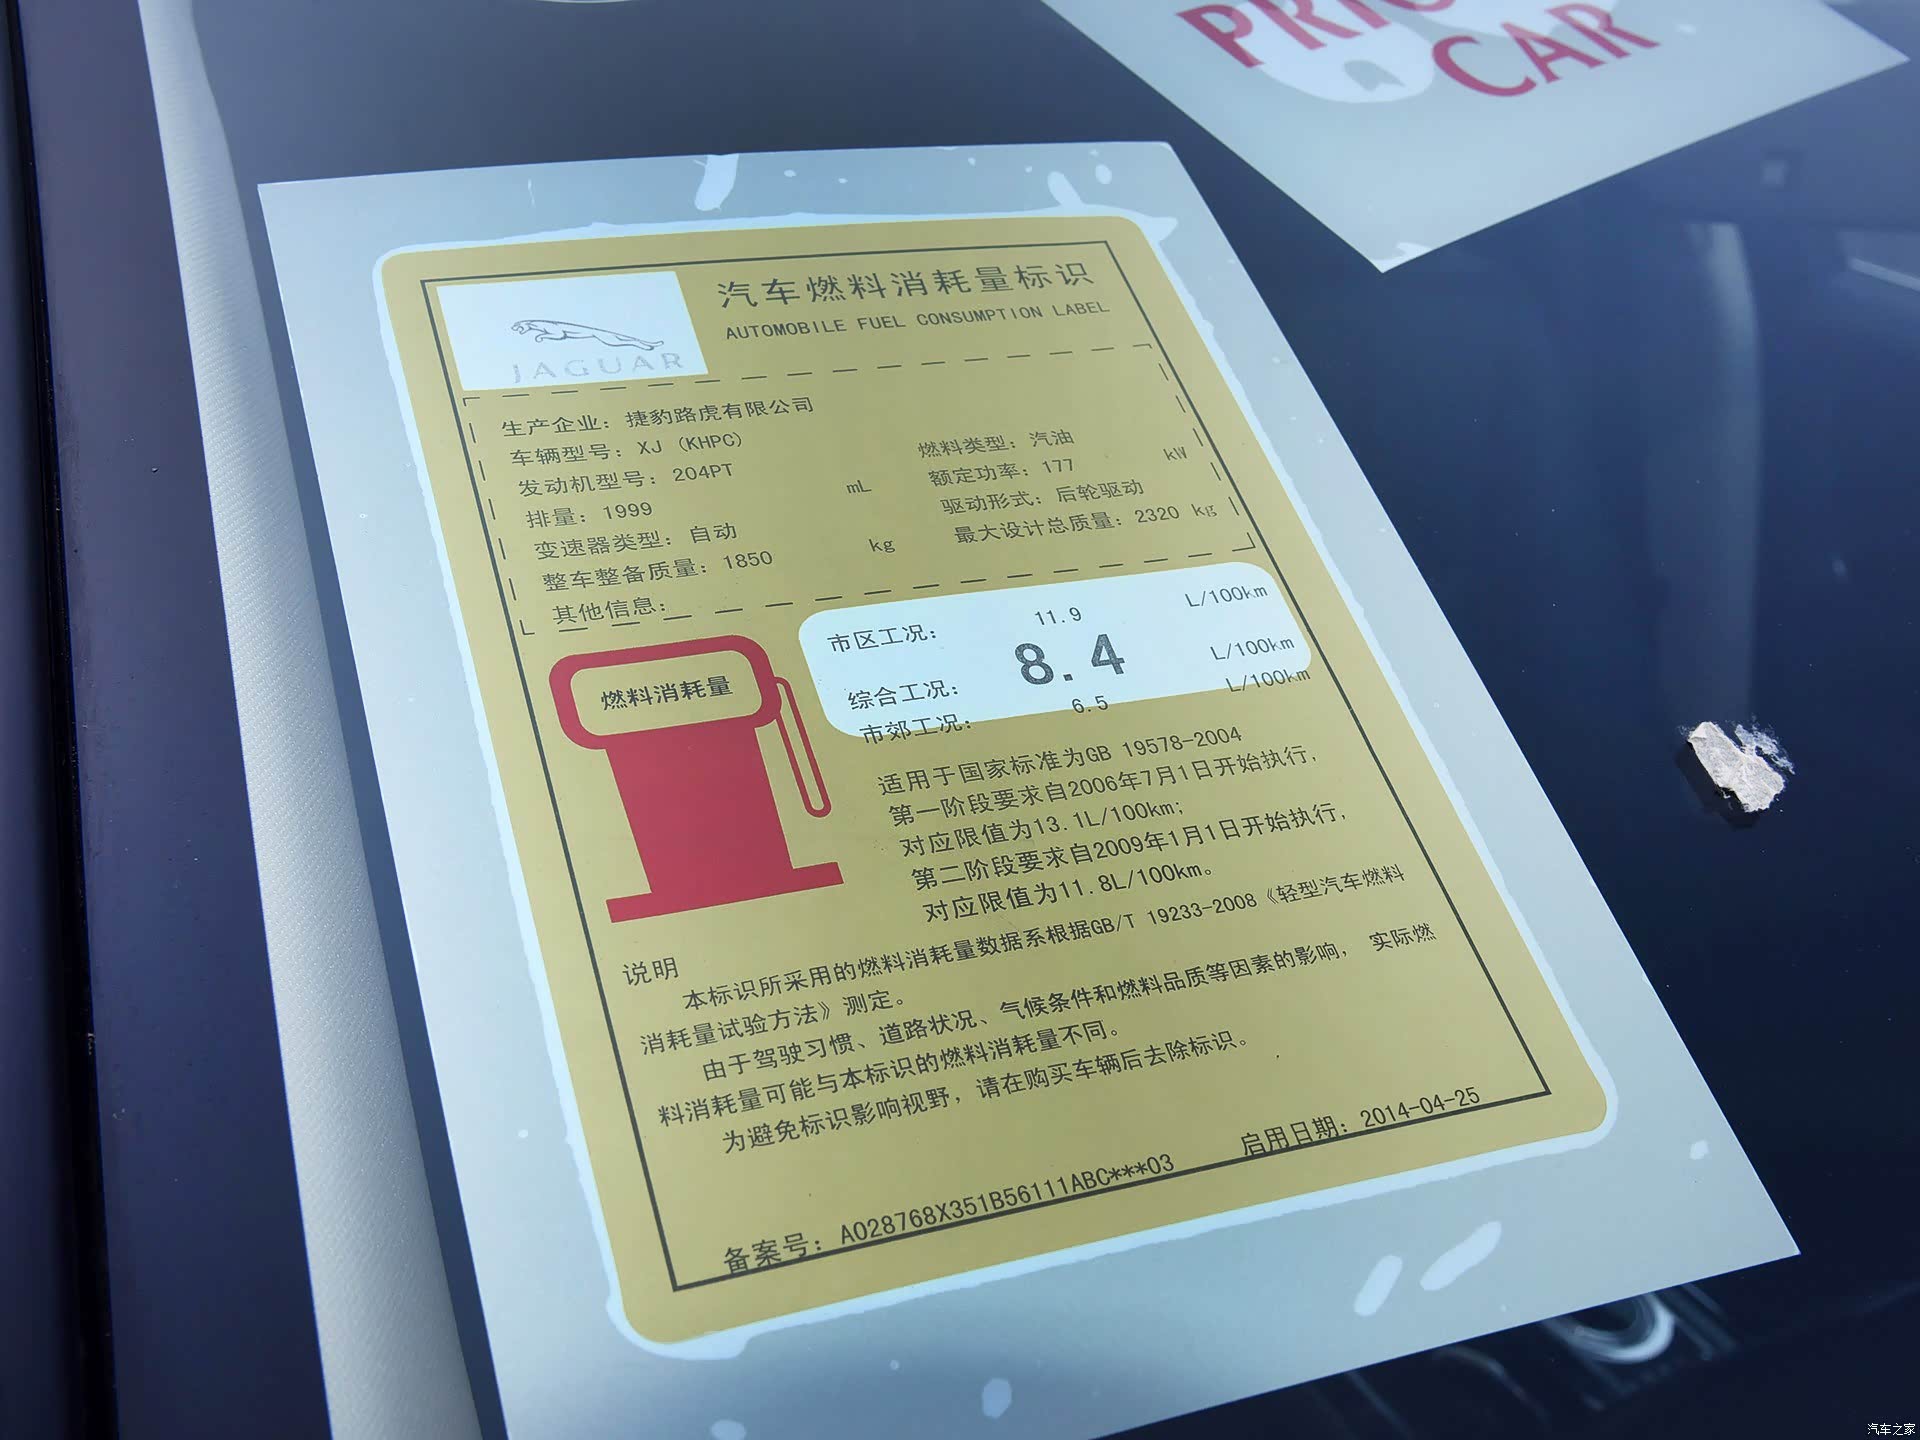 CAR
JAGUAR
汽车燃料消耗量标识
AUTOMOBILE FUEL CONSUMPTION LABEL
生产企业：捷豹路虎有限公司
车辆型号：XJ（KHPC）
燃料类型：汽油
发动机型号：204PT
额定功率：177 kW
排量：1999 mL
驱动形式：后轮驱动
变速器类型：自动
最大设计总质量：2320 kg
整车整备质量：1850 kg
其他信息：
燃料消耗量
市区工况： 11.9 L/100km
综合工况： 8.4 L/100km
市郊工况： 6.5 L/100km
适用于国家标准为GB 19578-2004
第一阶段要求自2006年7月1日开始执行，
对应限值为13.1L/100km；
第二阶段要求自2009年1月1日开始执行，
对应限值为11.8L/100km。
说明
本标识所采用的燃料消耗量数据系根据GB/T 19233-2008《轻型汽车燃料
消耗量试验方法》测定。
由于驾驶习惯、道路状况、气候条件和燃料品质等因素的影响， 实际燃
料消耗量可能与本标识的燃料消耗量不同。
为避免标识影响视野，请在购买车辆后去除标识。
备案号：A028768X351B56111ABC***03
启用日期：2014-04-25
汽车之家